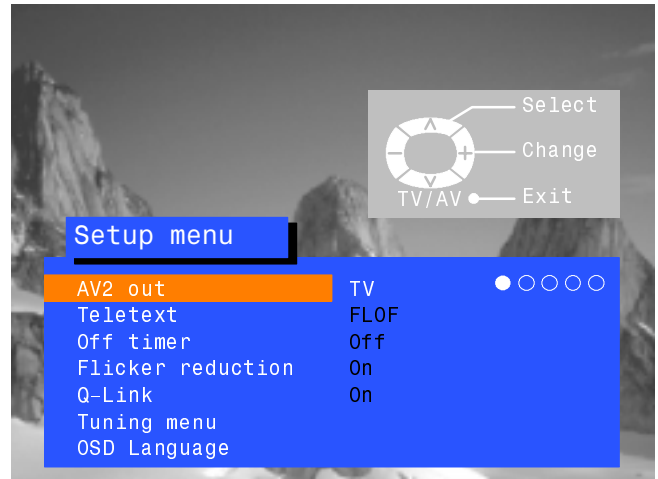 Select
Change
TV/AV Exit
Setup menu
AV2 out TV
Teletext FLOF
Off timer Off
Flicker reduction On
Q-Link On
Tuning menu
OSD Language